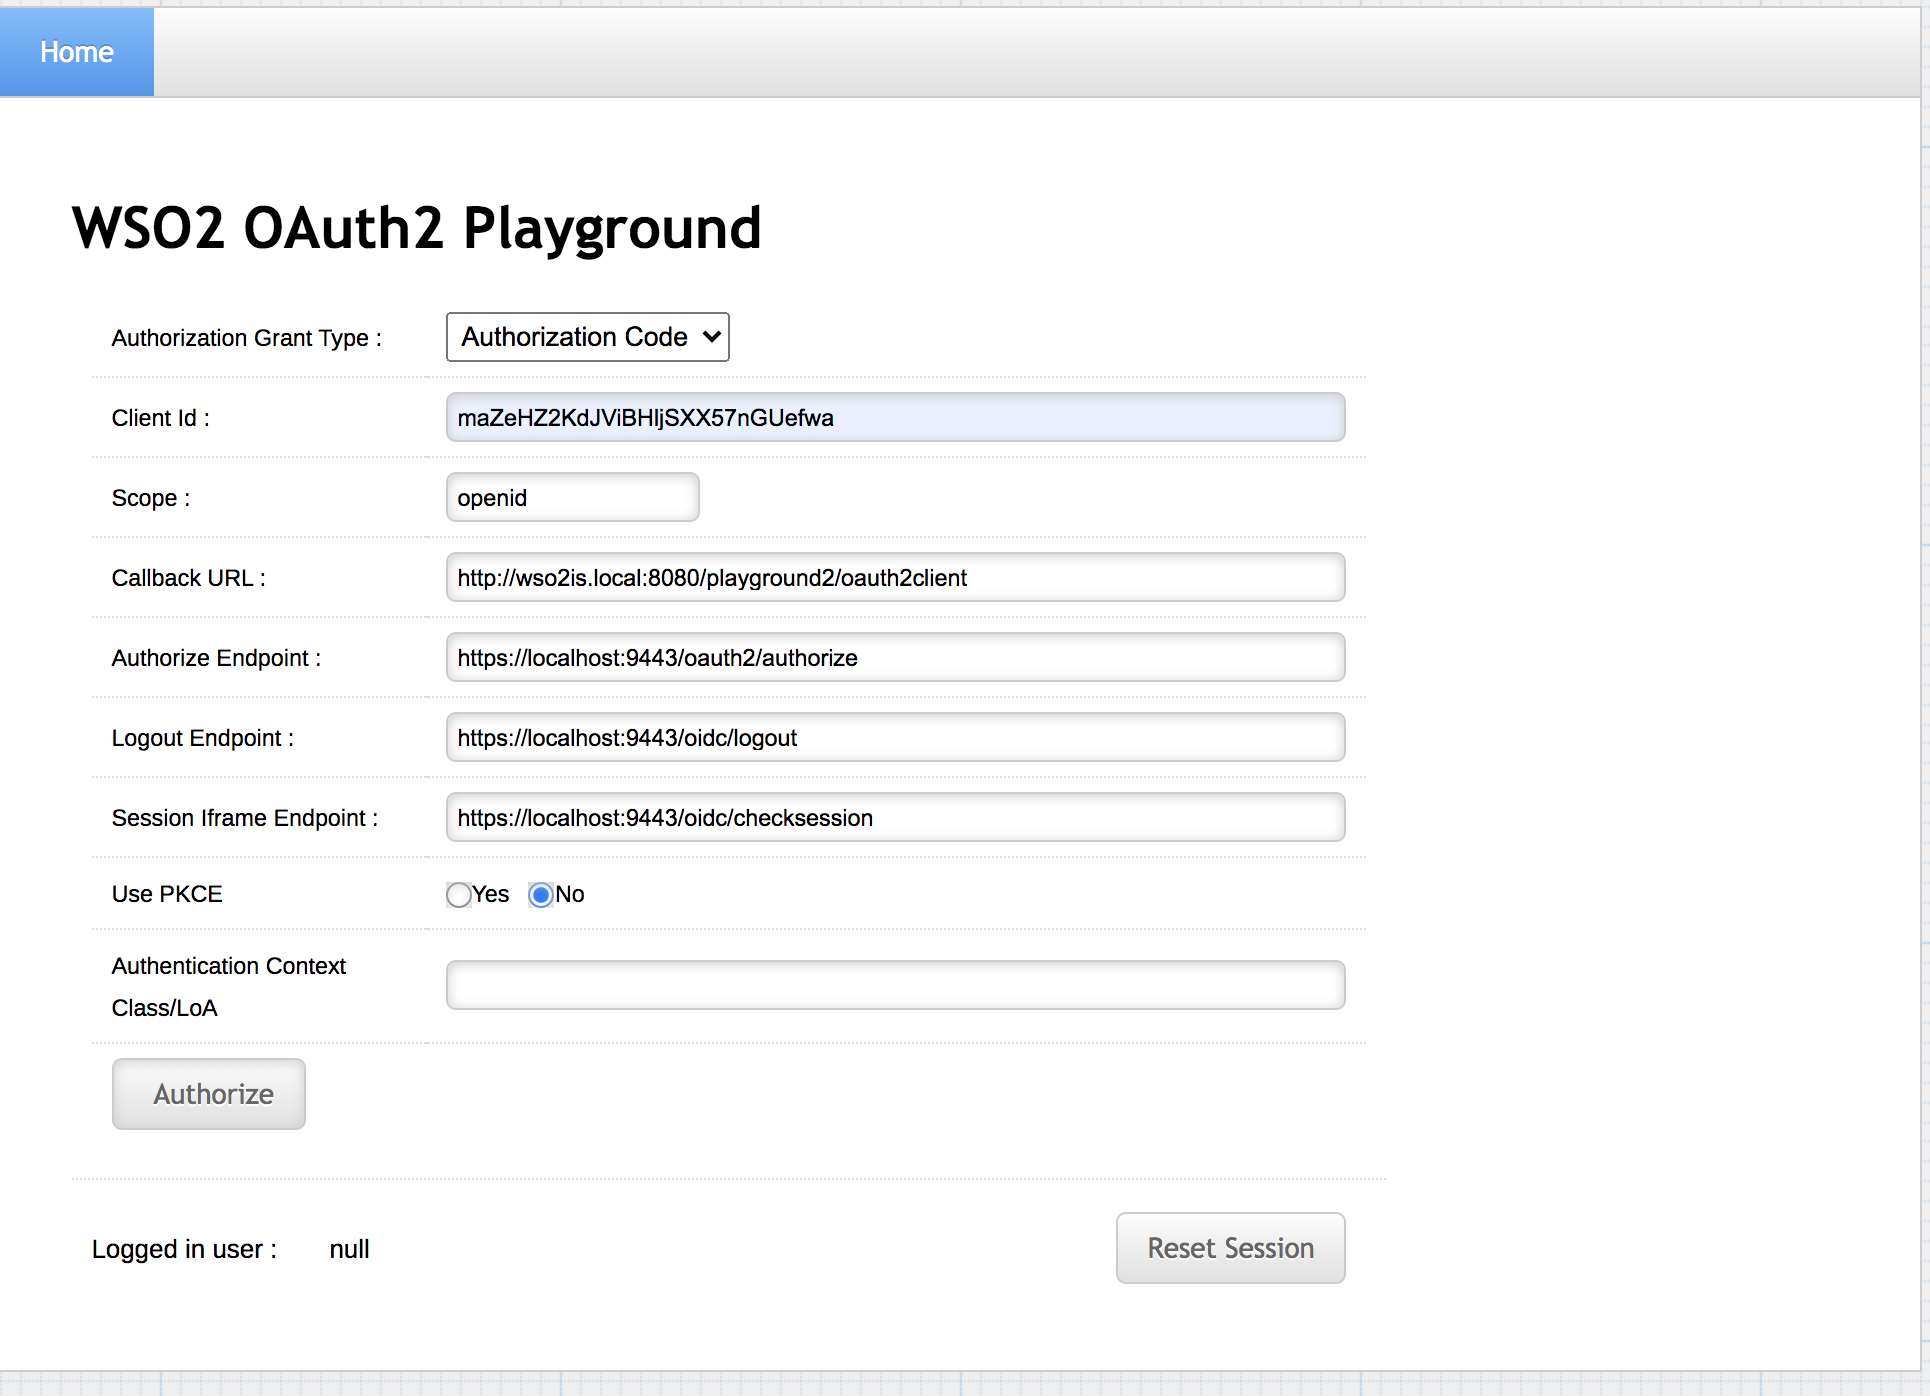 Home
WSO2 OAuth2 Playground
Authorization Grant Type : Authorization Code
Client Id : maZeHZ2KdJViBHIjSXX57nGUefwa
Scope : openid
Callback URL : http://wso2is.local:8080/playground2/oauth2client
Authorize Endpoint : https://localhost:9443/oauth2/authorize
Logout Endpoint : https://localhost:9443/oidc/logout
Session Iframe Endpoint : https://localhost:9443/oidc/checksession
Use PKCE Yes No
Authentication Context
Class/LoA
Authorize
Logged in user : null Reset Session